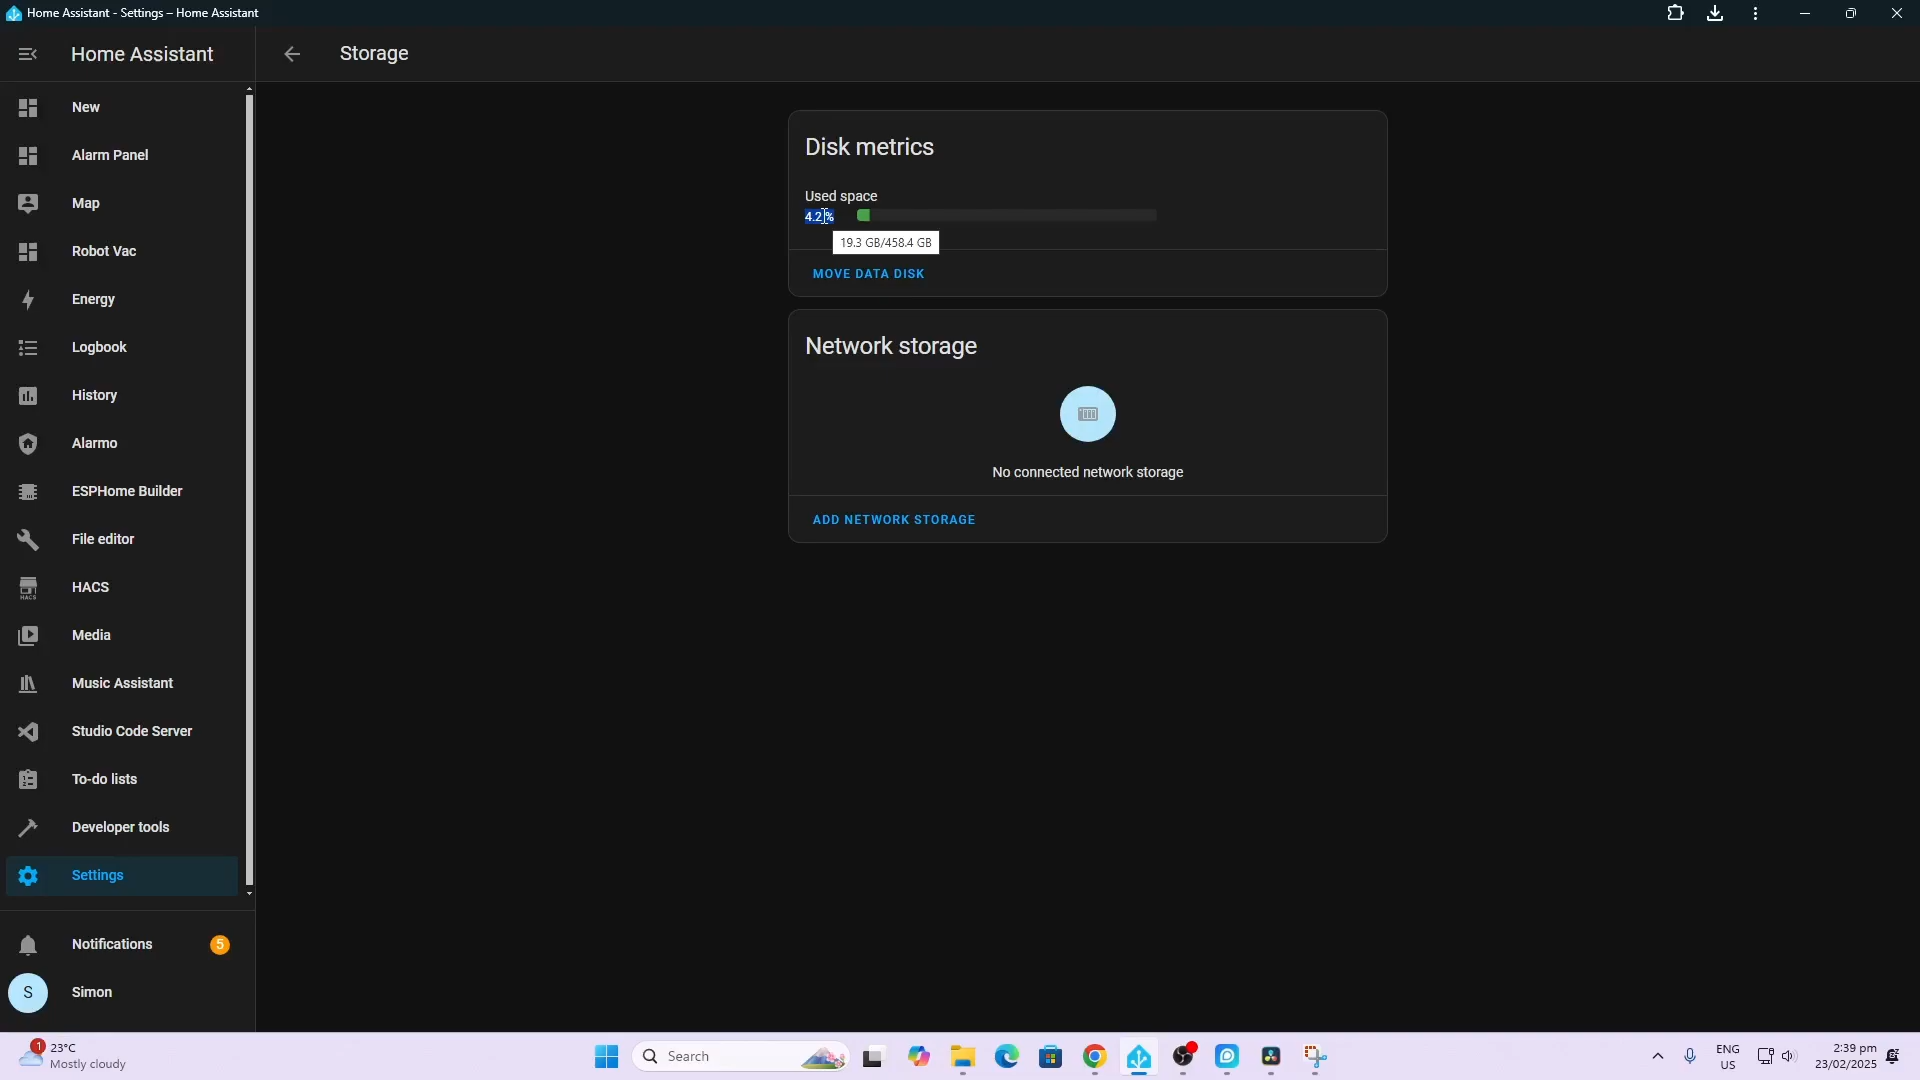 Home Assistant - Settings – Home Assistant
Home Assistant
Storage
New
Alarm Panel
Map
Robot Vac
Energy
Logbook
History
Alarmo
ESPHome Builder
File editor
HACS
HACS
Media
Music Assistant
Studio Code Server
To-do lists
Developer tools
Settings
Notifications
5
S
Simon
Disk metrics
Used space
4.2 %
19.3 GB/458.4 GB
MOVE DATA DISK
Network storage
No connected network storage
ADD NETWORK STORAGE
1
23°C
Mostly cloudy
Search
ENG
US
2:39 pm
23/02/2025